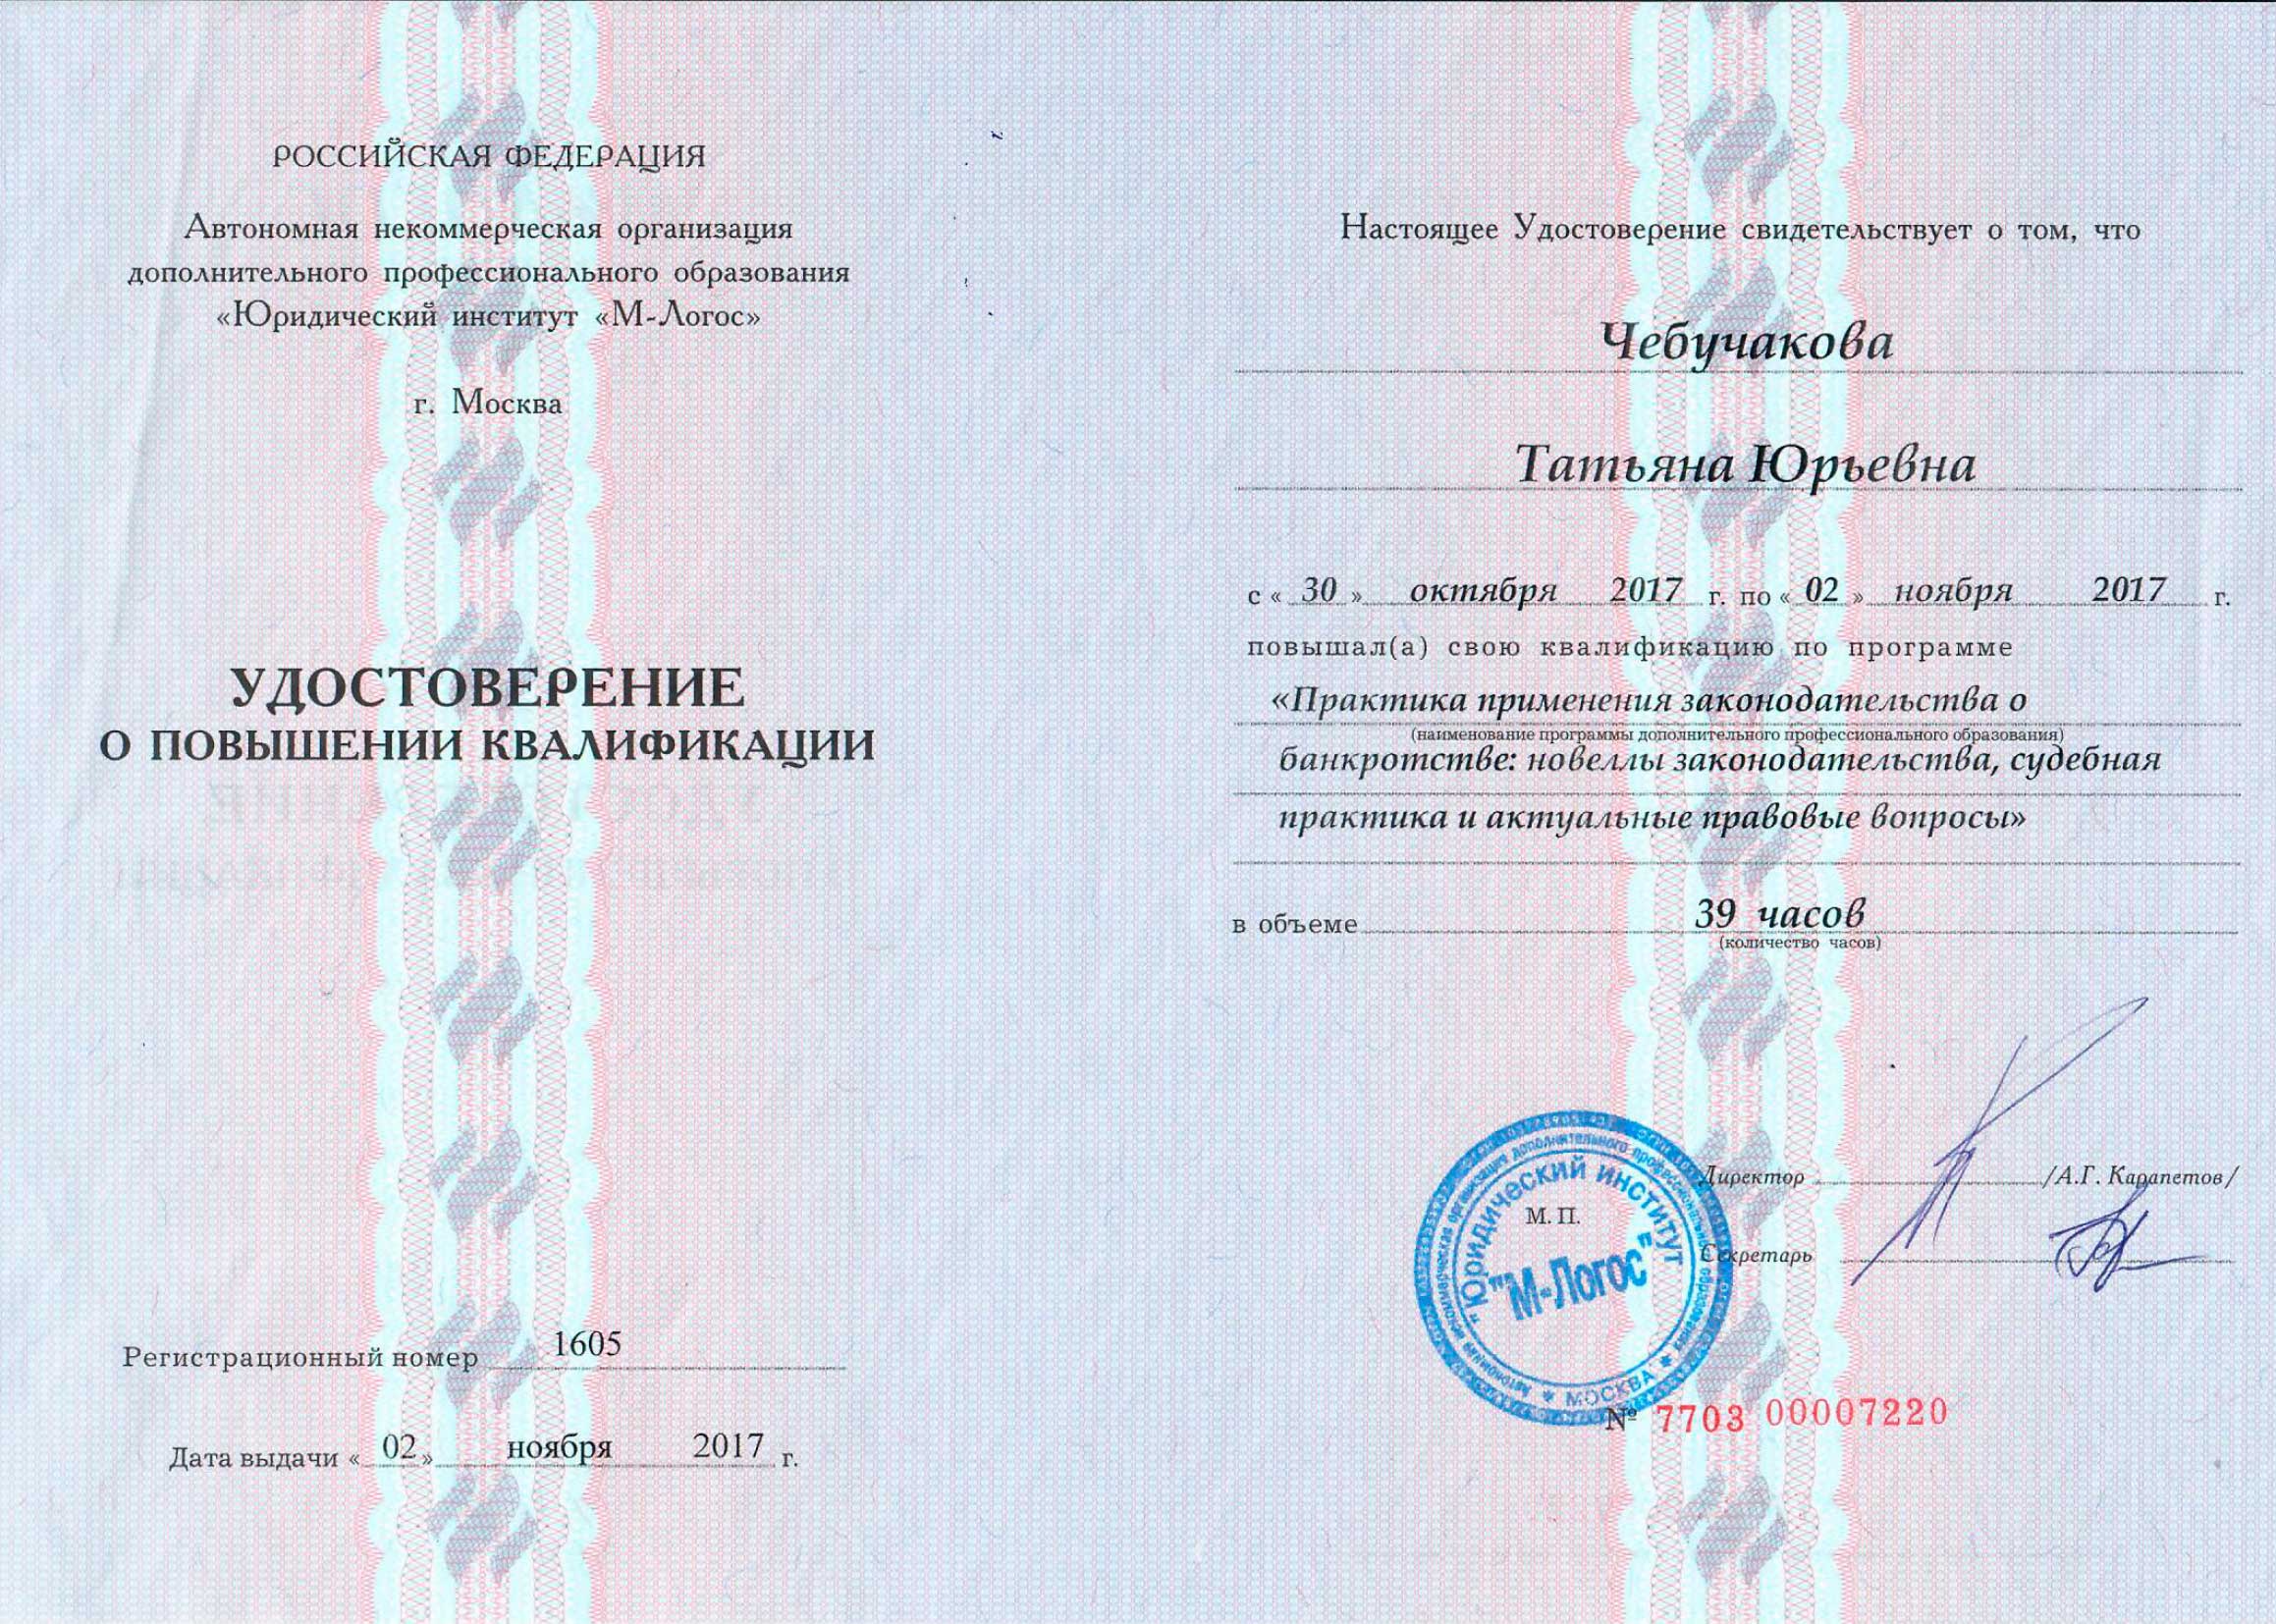 РОССИЙСКАЯ ФЕДЕРАЦИЯ
Автономная некоммерческая организация
дополнительного профессионального образования
«Юридический институт «М-Логос»
г. Москва
УДОСТОВЕРЕНИЕ
О ПОВЫШЕНИИ КВАЛИФИКАЦИИ
Регистрационный номер 1605
Дата выдачи « 02 » ноября 2017 г.
Настоящее Удостоверение свидетельствует о том, что
Чебучакова
Татьяна Юрьевна
с « 30 » октября 2017 г. по « 02 » ноября 2017 г.
повышал(а) свою квалификацию по программе
«Практика применения законодательства о
(наименование программы дополнительного профессионального образования)
банкротстве: новеллы законодательства, судебная
практика и актуальные правовые вопросы»
в объеме 39 часов
(количество часов)
Директор /А.Г. Карапетов/
М. П.
Секретарь
Автономная некоммерческая организация дополнительного профессионального образования
"Юридический институт
"М-Логос"
* МОСКВА *
№ 7703 00007220